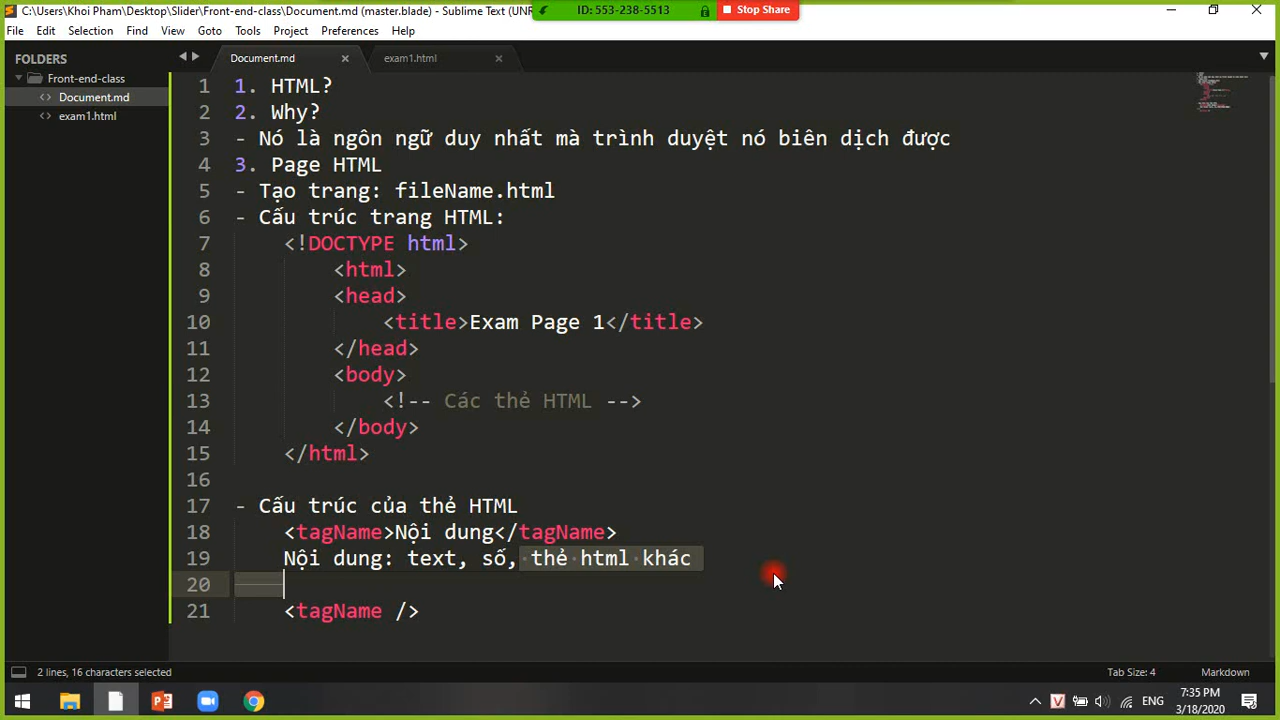 C:\Users\Khoi Pham\Desktop\Slider\Front-end-class\Document.md (master.blade) - Sublime Text (UNR
ID: 553-238-5513
Stop Share
File Edit Selection Find View Goto Tools Project Preferences Help
FOLDERS
Front-end-class
Document.md
exam1.html
Document.md
exam1.html
1 1. HTML?
2 2. Why?
3 - Nó là ngôn ngữ duy nhất mà trình duyệt nó biên dịch được
4 3. Page HTML
5 - Tạo trang: fileName.html
6 - Cấu trúc trang HTML:
7 <!DOCTYPE html>
8 <html>
9 <head>
10 <title>Exam Page 1</title>
11 </head>
12 <body>
13 <!-- Các thẻ HTML -->
14 </body>
15 </html>
16
17 - Cấu trúc của thẻ HTML
18 <tagName>Nội dung</tagName>
19 Nội dung: text, số, thẻ html khác
20
21 <tagName />
2 lines, 16 characters selected
Tab Size: 4
Markdown
ENG
7:35 PM
3/18/2020